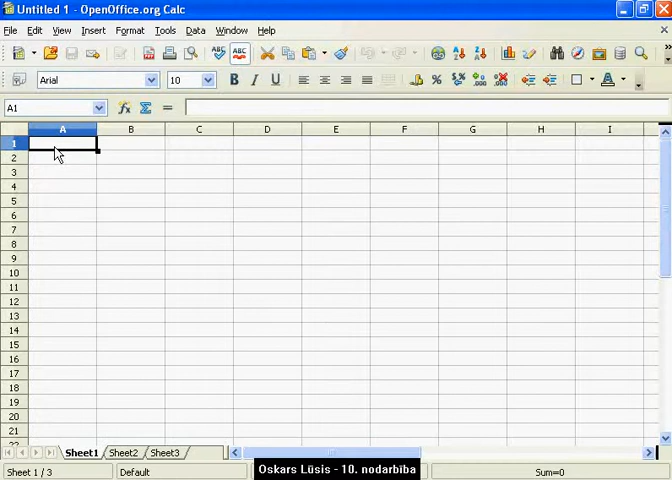 Untitled 1 - OpenOffice.org Calc
File Edit View Insert Format Tools Data Window Help
Arial 10 B I U
A1
A B C D E F G H I
1
2
3
4
5
6
7
8
9
10
11
12
13
14
15
16
17
18
19
20
21
22
Sheet1 Sheet2 Sheet3
Sheet 1 / 3 Default Sum=0
Oskars Lūsis - 10. nodarbība